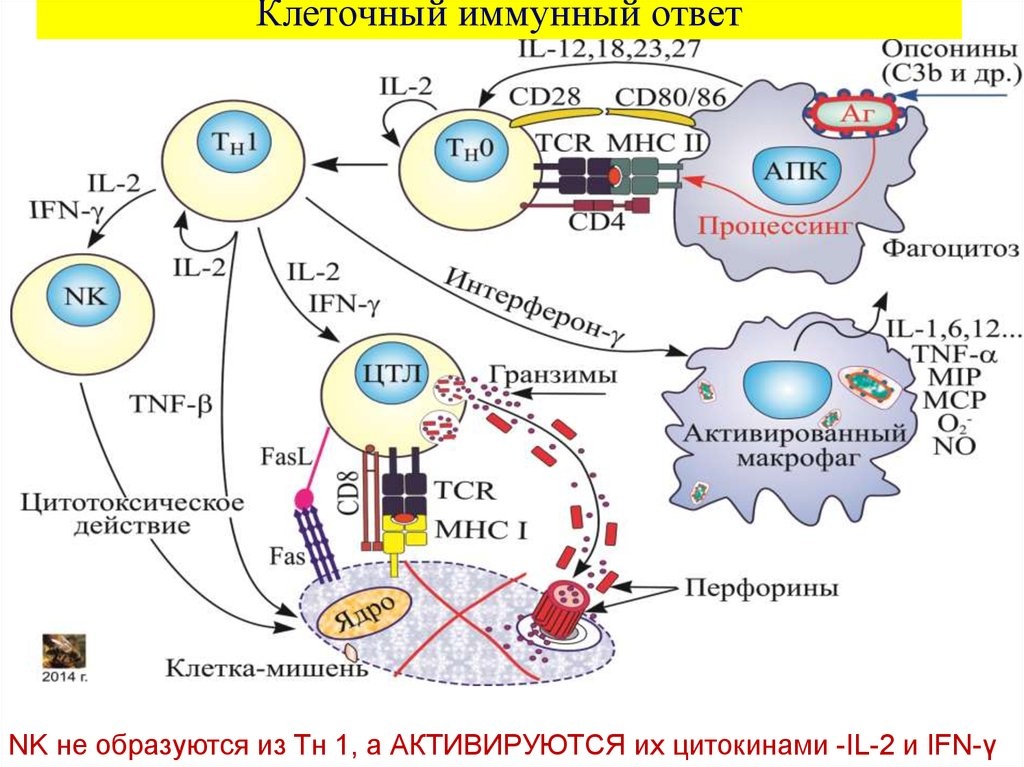 Клеточный иммунный ответ
IL-12,18,23,27
Опсонины
(C3b и др.)
IL-2
CD28
CD80/86
Аг
TH1
TH0
TCR MHC II
АПК
IL-2
IFN-γ
CD4
Процессинг
Фагоцитоз
IL-2
NK
IL-2
IFN-γ
Интерферон-γ
IL-1,6,12...
TNF-α
MIP
MCP
O2-
NO
ЦТЛ
Гранзимы
TNF-β
Активированный
макрофаг
FasL
CD8
TCR
Цитотоксическое
действие
MHC I
Fas
Перфорины
Ядро
Клетка-мишень
2014 г.
NK не образуются из Тн 1, а АКТИВИРУЮТСЯ их цитокинами -IL-2 и IFN-γ